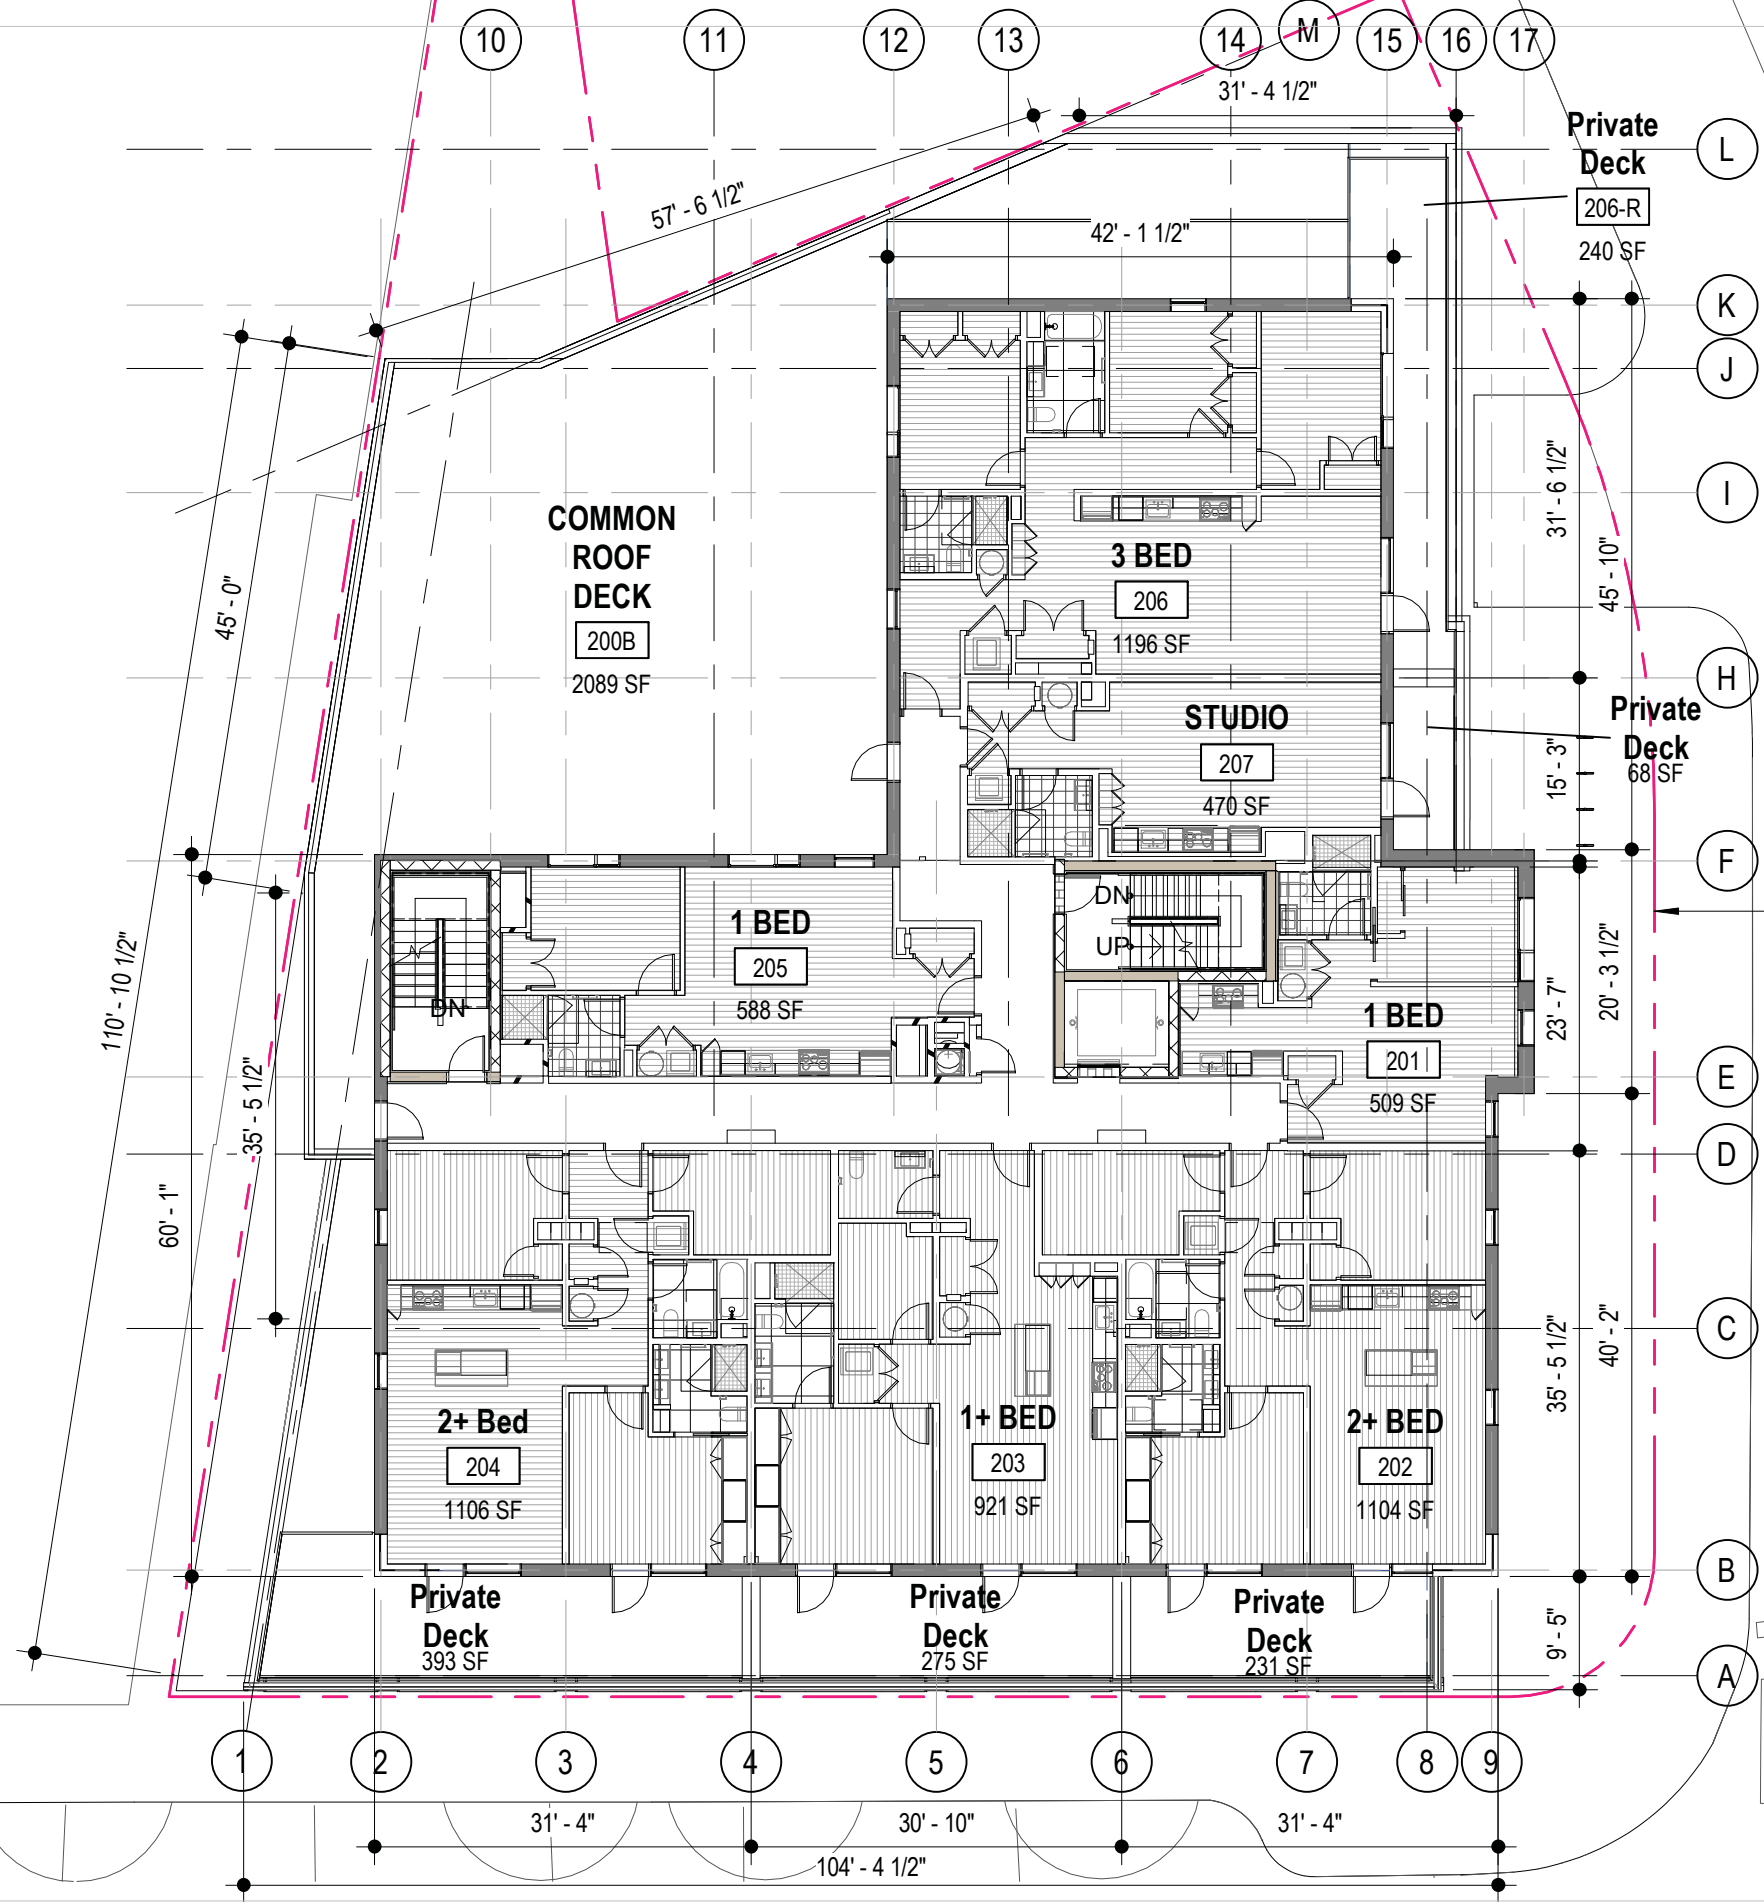 10
11
12
13
14
M
15
16
17
31' - 4 1/2"
Private
Deck
206-R
240 SF
L
57' - 6 1/2"
42' - 1 1/2"
K
J
COMMON
ROOF
DECK
200B
2089 SF
45' - 0"
3 BED
206
1196 SF
31' - 6 1/2"
45' - 10"
I
H
STUDIO
207
470 SF
Private
Deck
68 SF
15' - 3"
F
DN
UP
DN
1 BED
205
588 SF
1 BED
201
509 SF
20' - 3 1/2"
23' - 7"
110' - 10 1/2"
35' - 5 1/2"
60' - 1"
E
D
C
35' - 5 1/2"
40' - 2"
2+ Bed
204
1106 SF
1+ BED
203
921 SF
2+ BED
202
1104 SF
B
Private
Deck
393 SF
Private
Deck
275 SF
Private
Deck
231 SF
9' - 5"
A
1
2
3
4
5
6
7
8
9
31' - 4"
30' - 10"
31' - 4"
104' - 4 1/2"